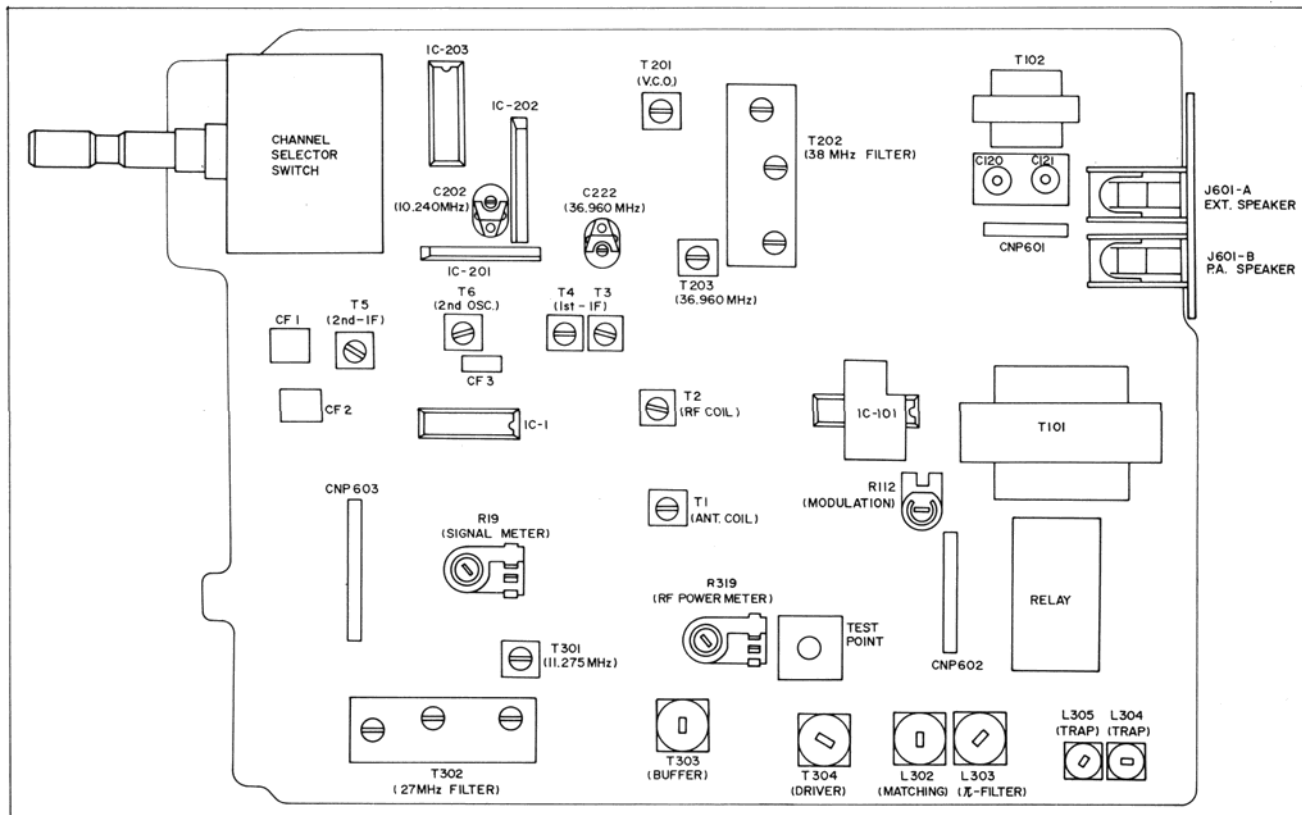 IC-203
T201
(V.C.O.)
T102
IC-202
CHANNEL
SELECTOR
SWITCH
T202
(38 MHz FILTER)
C120
C121
C202
(10.240MHz)
C222
(36.960 MHz)
J601-A
EXT. SPEAKER
CNP601
J601-B
P.A. SPEAKER
IC-201
T203
(36.960 MHz)
T5
(2nd-IF)
T6
(2nd OSC.)
T4 T3
(1st-IF)
CF1
CF3
CF2
T2
(RF COIL)
IC-1
IC-101
T101
CNP603
R112
(MODULATION)
T1
(ANT. COIL)
R19
(SIGNAL METER)
R319
(RF POWER METER)
RELAY
TEST
POINT
T301
(11.275MHz)
CNP602
L305
(TRAP)
L304
(TRAP)
T302
(27MHz FILTER)
T303
(BUFFER)
T304
(DRIVER)
L302
(MATCHING)
L303
(π-FILTER)